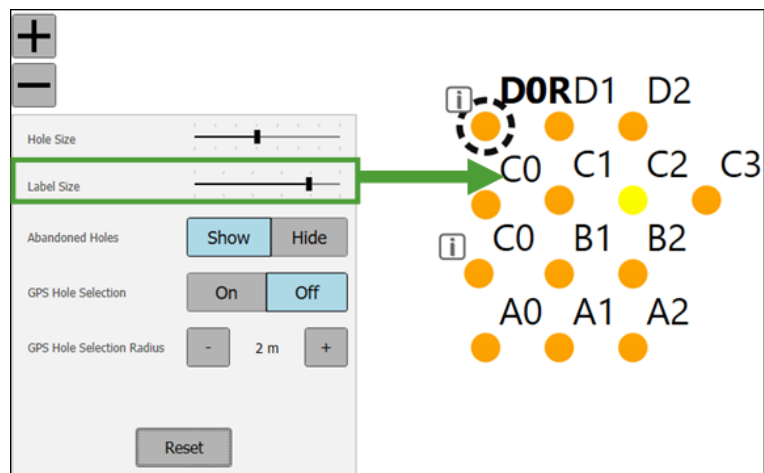 +
−
Hole Size
Label Size
Abandoned Holes Show Hide
GPS Hole Selection On Off
GPS Hole Selection Radius - 2 m +
Reset
i D0R D1 D2
C0 C1 C2 C3
i C0 B1 B2
A0 A1 A2